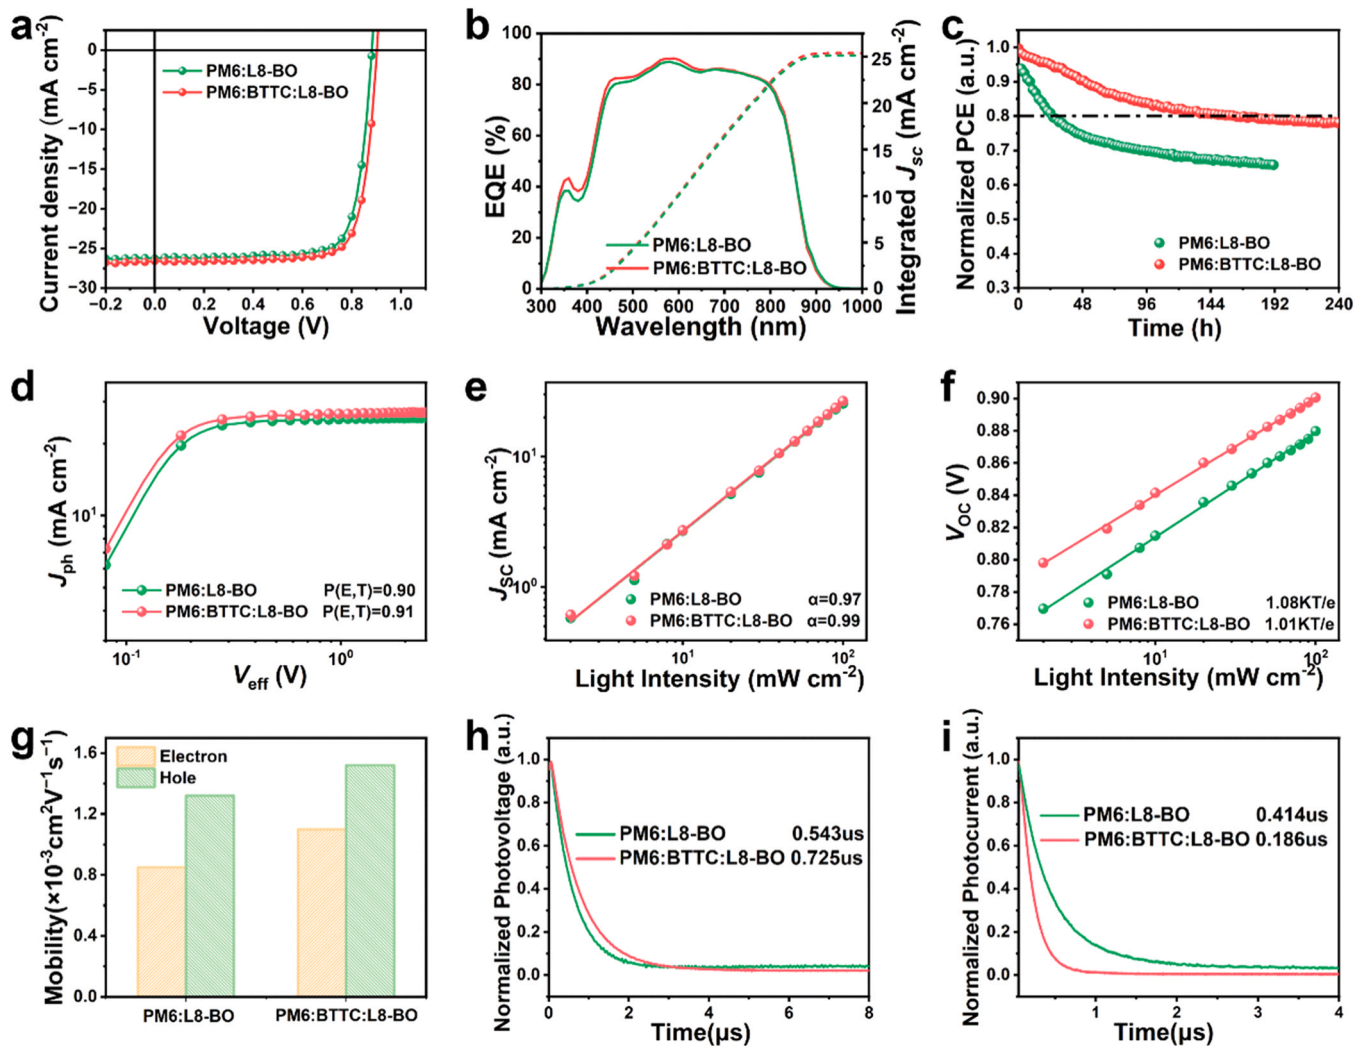 a
Current density (mA cm⁻²)
0
−5
−10
−15
−20
−25
−30
PM6:L8-BO
PM6:BTTC:L8-BO
−0.2 0.0 0.2 0.4 0.6 0.8 1.0
Voltage (V)
b
EQE (%)
100
80
60
40
20
0
PM6:L8-BO
PM6:BTTC:L8-BO
300 400 500 600 700 800 900 1000
Wavelength (nm)
25
20
15
10
5
0
Integrated Jsc (mA cm⁻²)
c
Normalized PCE (a.u.)
1.0
0.9
0.8
0.7
0.6
0.5
0.4
0.3
PM6:L8-BO
PM6:BTTC:L8-BO
0 48 96 144 192 240
Time (h)
d
Jph (mA cm⁻²)
10¹
PM6:L8-BO P(E,T)=0.90
PM6:BTTC:L8-BO P(E,T)=0.91
10⁻¹ 10⁰
Veff (V)
e
JSC (mA cm⁻²)
10¹
10⁰
PM6:L8-BO α=0.97
PM6:BTTC:L8-BO α=0.99
10¹ 10²
Light Intensity (mW cm⁻²)
f
VOC (V)
0.90
0.88
0.86
0.84
0.82
0.80
0.78
0.76
PM6:L8-BO 1.08KT/e
PM6:BTTC:L8-BO 1.01KT/e
10¹ 10²
Light Intensity (mW cm⁻²)
g
Mobility(×10⁻³cm²V⁻¹s⁻¹)
1.6
1.2
0.8
0.4
0.0
Electron
Hole
PM6:L8-BO PM6:BTTC:L8-BO
h
Normalized Photovoltage (a.u.)
1.0
0.8
0.6
0.4
0.2
0.0
PM6:L8-BO 0.543us
PM6:BTTC:L8-BO 0.725us
0 2 4 6 8
Time(μs)
i
Normalized Photocurrent (a.u.)
1.0
0.8
0.6
0.4
0.2
0.0
PM6:L8-BO 0.414us
PM6:BTTC:L8-BO 0.186us
1 2 3 4
Time(μs)